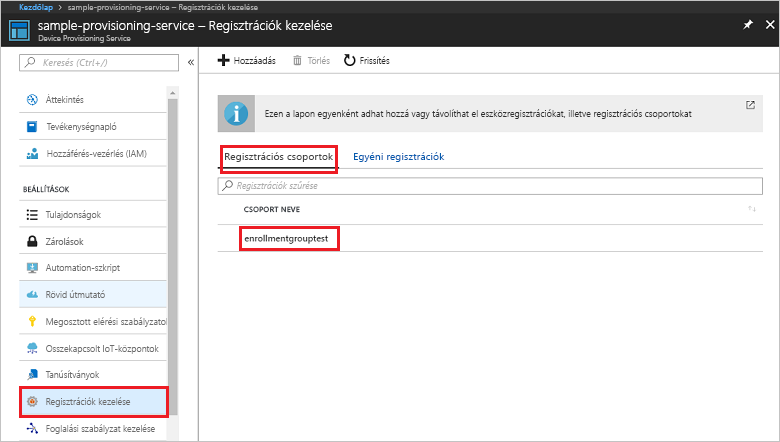 Kezdőlap > sample-provisioning-service – Regisztrációk kezelése
sample-provisioning-service – Regisztrációk kezelése
Device Provisioning Service
Keresés (Ctrl+/)
Áttekintés
Tevékenységnapló
Hozzáférés-vezérlés (IAM)
BEÁLLÍTÁSOK
Tulajdonságok
Zárolások
Automation-szkript
Rövid útmutató
Megosztott elérési szabályzatok
Összekapcsolt IoT-központok
Tanúsítványok
Regisztrációk kezelése
Foglalási szabályzat kezelése
Hozzáadás
Törlés
Frissítés
Ezen a lapon egyenként adhat hozzá vagy távolíthat el eszközregisztrációkat, illetve regisztrációs csoportokat
Regisztrációs csoportok
Egyéni regisztrációk
Regisztrációk szűrése
CSOPORT NEVE
enrollmentgrouptest